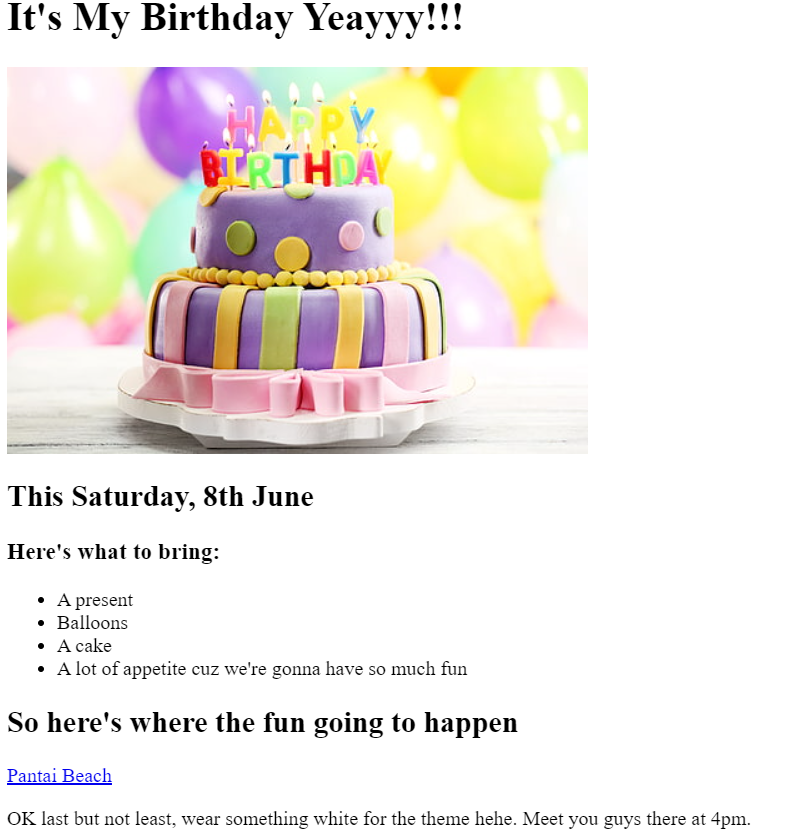 It's My Birthday Yeayyy!!!
HAPPY
BIRTHDAY
This Saturday, 8th June
Here's what to bring:
A present
Balloons
A cake
A lot of appetite cuz we're gonna have so much fun
So here's where the fun going to happen
Pantai Beach
OK last but not least, wear something white for the theme hehe. Meet you guys there at 4pm.